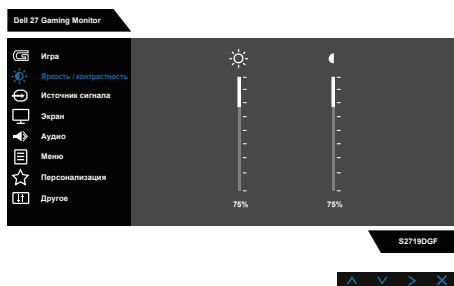 Dell 27 Gaming Monitor
Игра
Яркость / контрастность
Источник сигнала
Экран
Аудио
Меню
Персонализация
Другое
75%
75%
S2719DGF